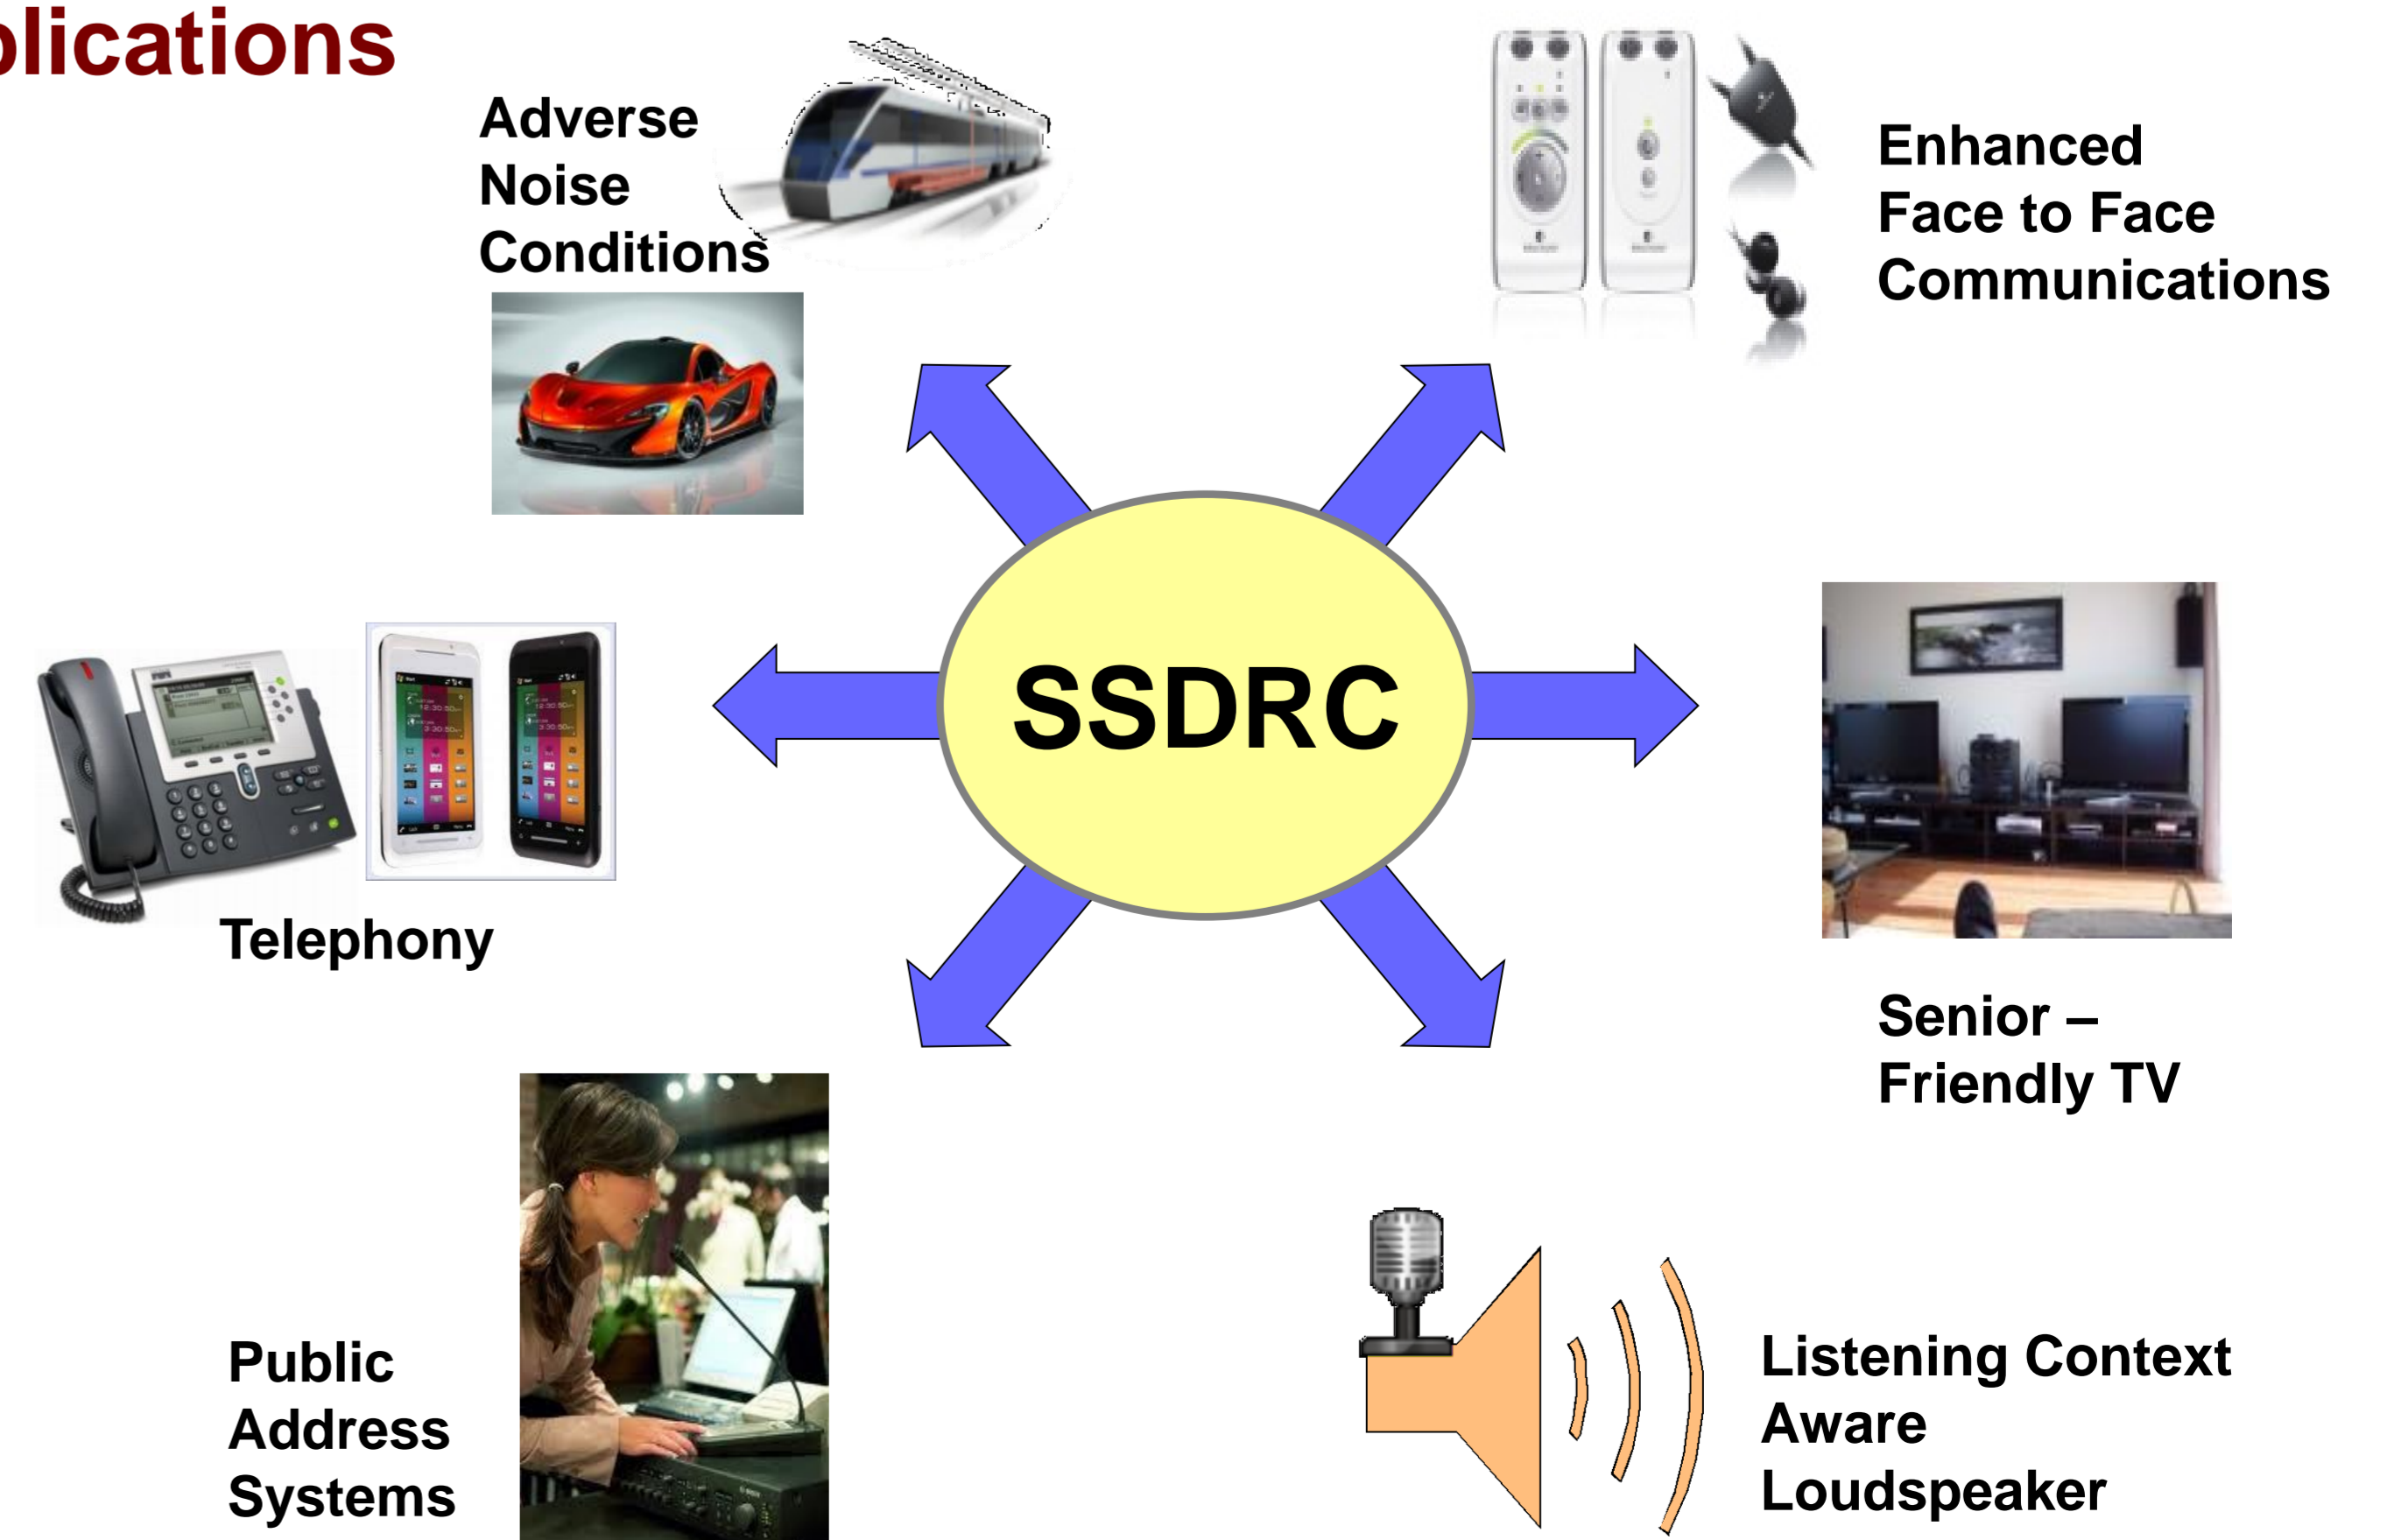 plications
Adverse
Noise
Conditions
Enhanced
Face to Face
Communications
SSDRC
Telephony
Senior –
Friendly TV
Public
Address
Systems
Listening Context
Aware
Loudspeaker